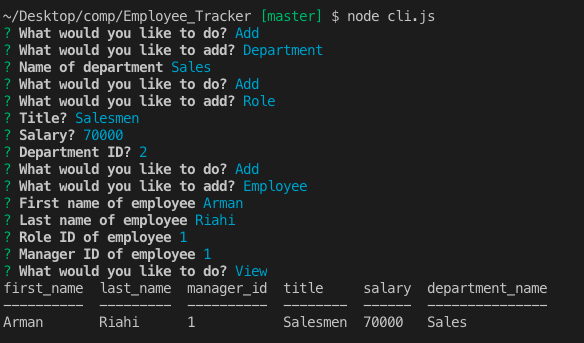 ~/Desktop/comp/Employee_Tracker [master] $ node cli.js
? What would you like to do? Add
? What would you like to add? Department
? Name of department Sales
? What would you like to do? Add
? What would you like to add? Role
? Title? Salesmen
? Salary? 70000
? Department ID? 2
? What would you like to do? Add
? What would you like to add? Employee
? First name of employee Arman
? Last name of employee Riahi
? Role ID of employee 1
? Manager ID of employee 1
? What would you like to do? View
first_name  last_name  manager_id  title     salary  department_name
----------  ---------  ----------  --------  ------  ---------------
Arman       Riahi      1           Salesmen  70000   Sales